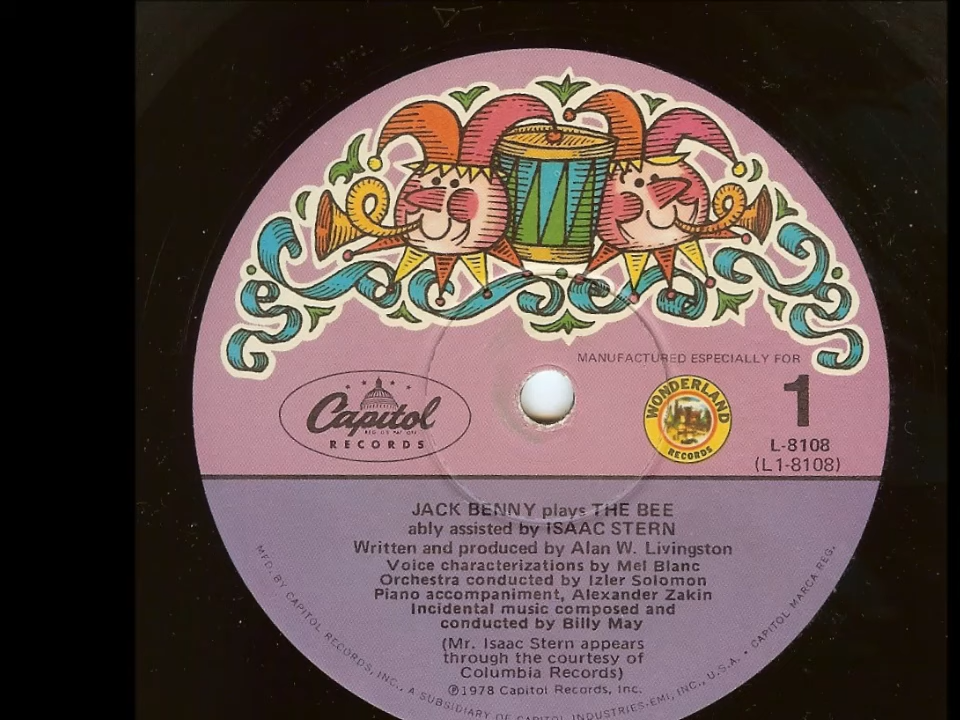 MANUFACTURED ESPECIALLY FOR
1
Capitol
RECORDS
WONDERLAND
RECORDS
L-8108
(L1-8108)
JACK BENNY plays THE BEE
ably assisted by ISAAC STERN
Written and produced by Alan W. Livingston
Voice characterizations by Mel Blanc
Orchestra conducted by Izler Solomon
Piano accompaniment, Alexander Zakin
Incidental music composed and
conducted by Billy May
(Mr. Isaac Stern appears
through the courtesy of
Columbia Records)
℗1978 Capitol Records, Inc.
MFD. BY CAPITOL RECORDS, INC., A SUBSIDIARY OF CAPITOL INDUSTRIES-EMI, INC., U.S.A. • CAPITOL MARCA REG.